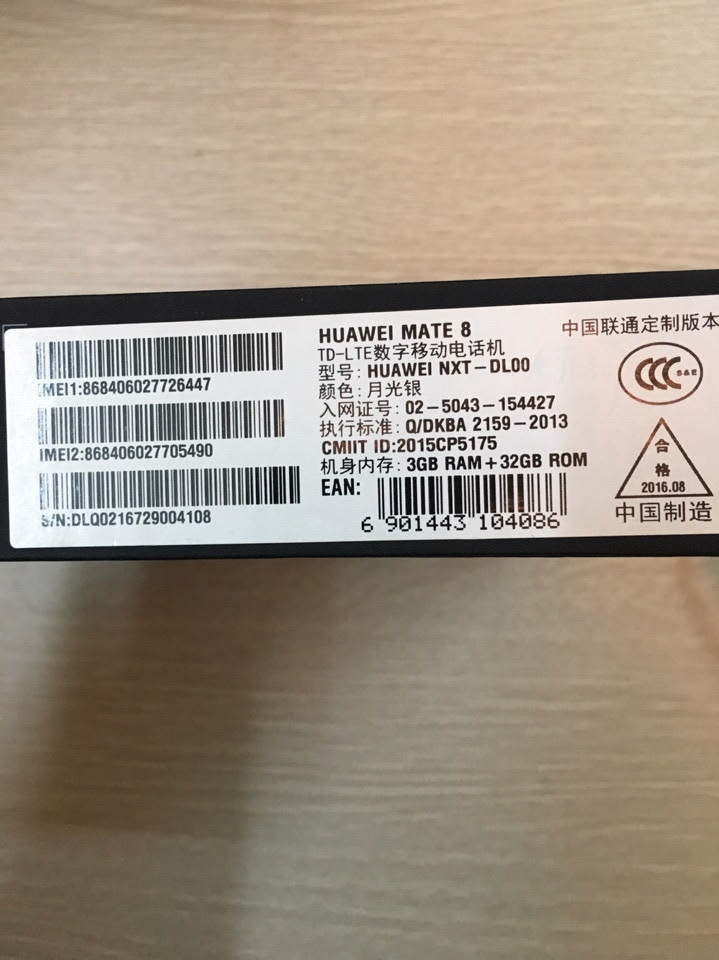 IMEI1:868406027726447
IMEI2:868406027705490
S/N:DLQ0216729004108
HUAWEI MATE 8
TD-LTE数字移动电话机
型号: HUAWEI NXT-DL00
颜色: 月光银
入网证号: 02-5043-154427
执行标准: Q/DKBA 2159-2013
CMIIT ID:2015CP5175
机身内存: 3GB RAM+32GB ROM
EAN:
6 901443 104086
中国联通定制版本
CCC S&E
合
格
2016.08
中国制造